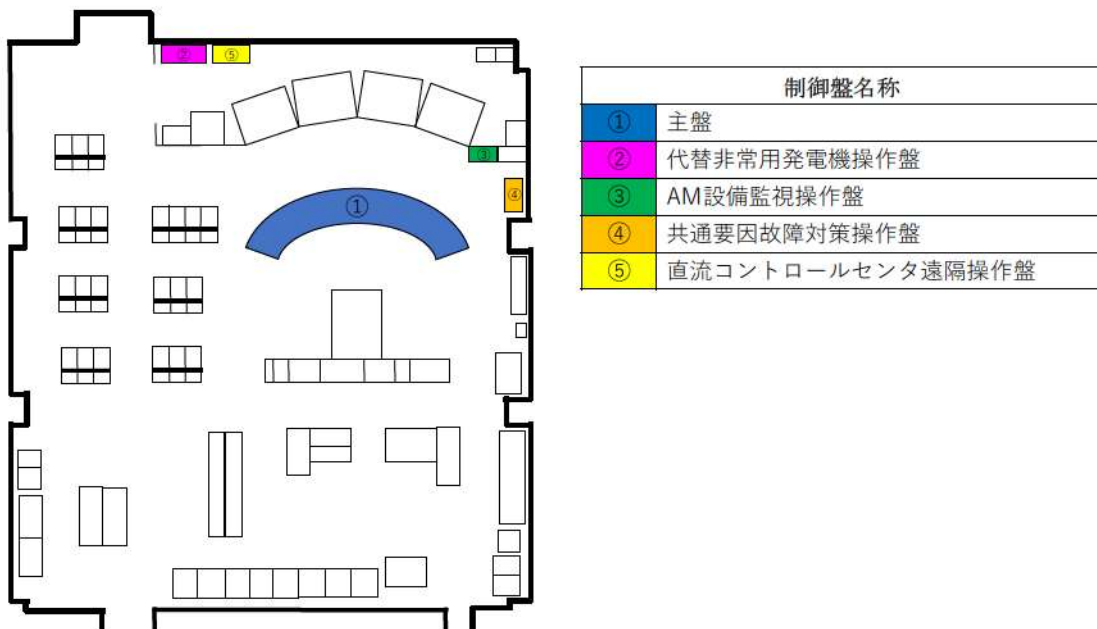 ② ⑤
③
④
①
制御盤名称
① 主盤
② 代替非常用発電機操作盤
③ AM設備監視操作盤
④ 共通要因故障対策操作盤
⑤ 直流コントロールセンタ遠隔操作盤